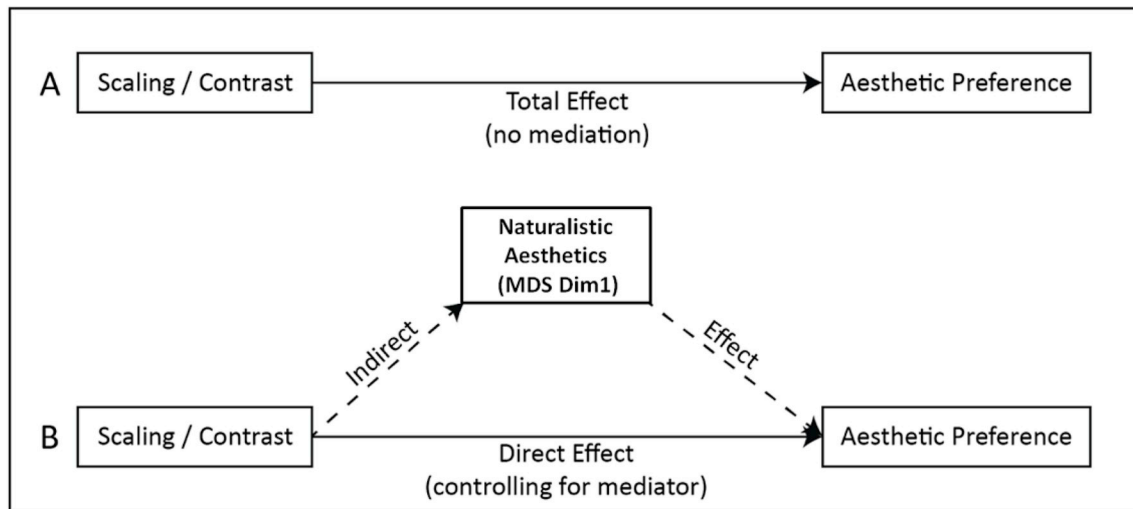 A
Scaling / Contrast
Aesthetic Preference
Total Effect
(no mediation)
Naturalistic
Aesthetics
(MDS Dim1)
Indirect
Effect
B
Scaling / Contrast
Aesthetic Preference
Direct Effect
(controlling for mediator)